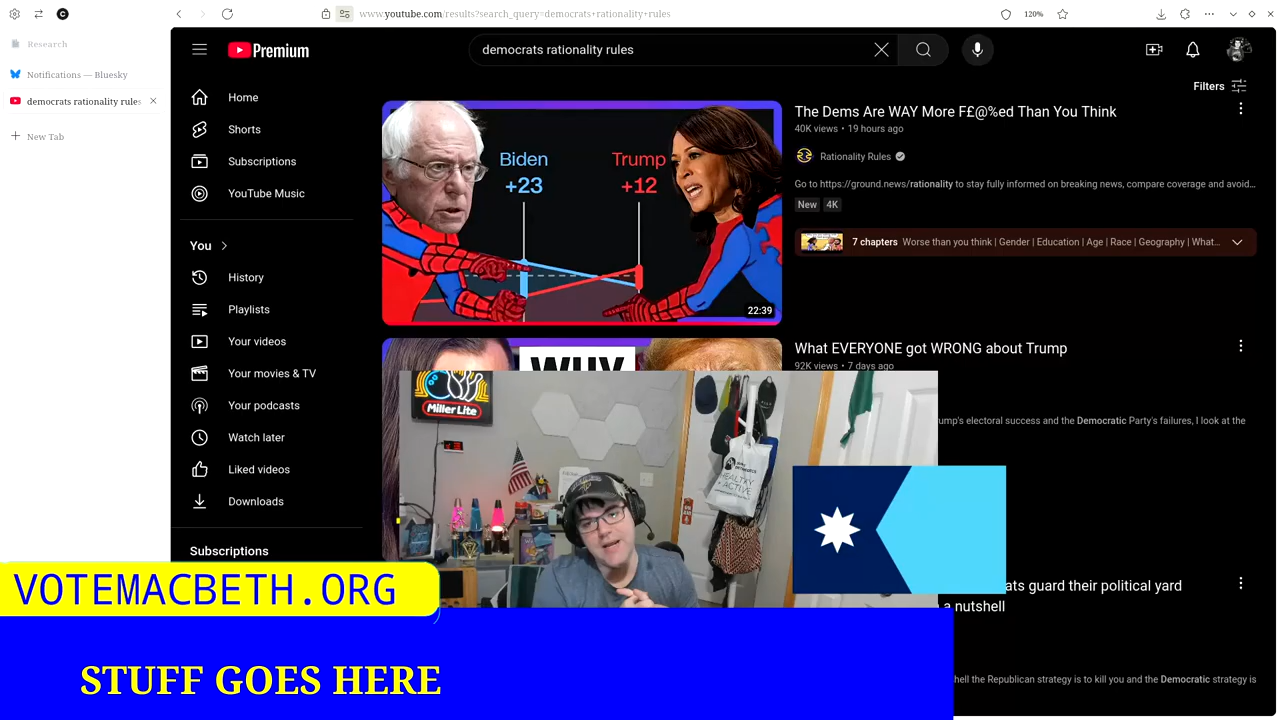 www.youtube.com/results?search_query=democrats+rationality+rules
120%
Research
Notifications — Bluesky
democrats rationality rules
New Tab
Premium
democrats rationality rules
Filters
Home
Shorts
Subscriptions
YouTube Music
You
History
Playlists
Your videos
Your movies & TV
Your podcasts
Watch later
Liked videos
Downloads
Subscriptions
Biden
+23
Trump
+12
22:39
The Dems Are WAY More F£@%ed Than You Think
40K views • 19 hours ago
Rationality Rules
Go to https://ground.news/rationality to stay fully informed on breaking news, compare coverage and avoid...
New
4K
7 chapters Worse than you think | Gender | Education | Age | Race | Geography | What...
WHY
What EVERYONE got WRONG about Trump
92K views • 7 days ago
ump's electoral success and the Democratic Party's failures, I look at the
Miller Lite
HEALTHY
ACTIVE
ats guard their political yard
a nutshell
hell the Republican strategy is to kill you and the Democratic strategy is
VOTEMACBETH.ORG
STUFF GOES HERE